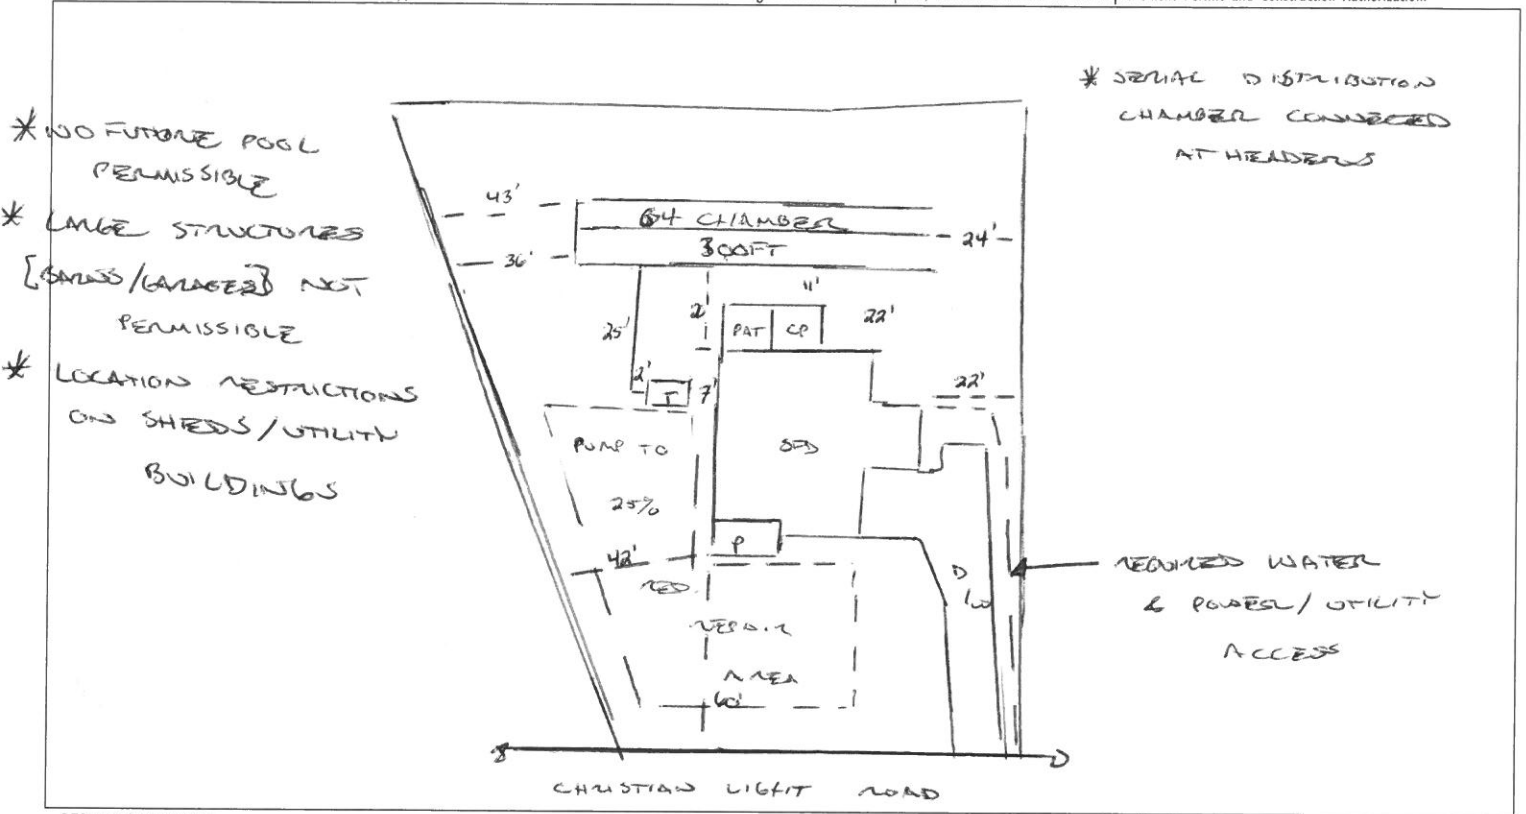 * SERIAL DISTRIBUTION
CHAMBER CONNECTED
AT HEADERS
* NO FUTURE POOL
PERMISSIBLE
* LARGE STRUCTURES
[BARNS/GARAGES] NOT
PERMISSIBLE
* LOCATION RESTRICTIONS
ON SHEDS/UTILITY
BUILDINGS
43'
64 CHAMBER
300FT
24'
36'
11'
25'
2'
PAT CP
22'
2'
T
7'
22'
PUMP TO
SFD
25%
P
42'
RED.
REPAIR
AREA
60'
D/W
REQUIRED WATER
& POWER/UTILITY
ACCESS
CHRISTIAN LIGHT ROAD